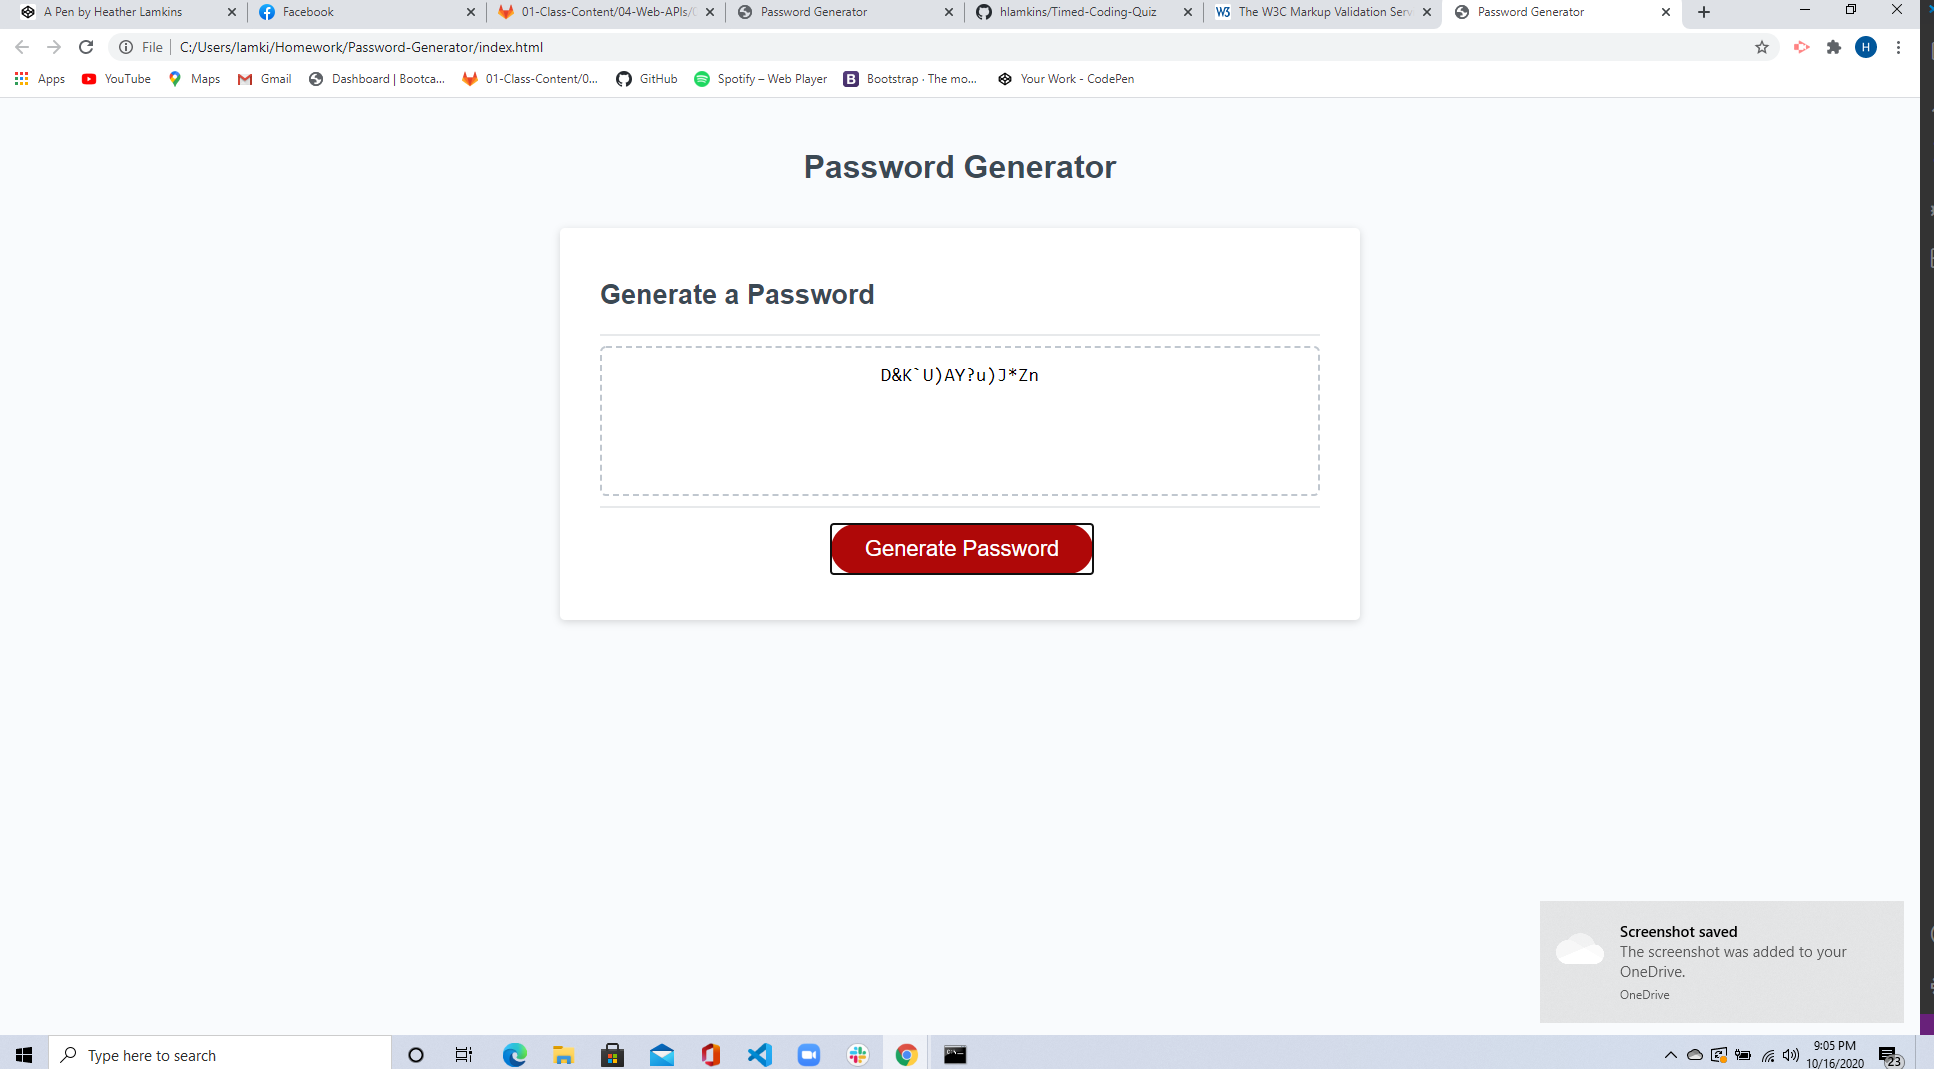 A Pen by Heather Lamkins
Facebook
01-Class-Content/04-Web-APIs/
Password Generator
hlamkins/Timed-Coding-Quiz
The W3C Markup Validation Serv
Password Generator
File
C:/Users/lamki/Homework/Password-Generator/index.html
H
Apps
YouTube
Maps
Gmail
Dashboard | Bootca...
01-Class-Content/0...
GitHub
Spotify – Web Player
B
Bootstrap · The mo...
Your Work - CodePen
Password Generator
Generate a Password
D&K`U)AY?u)J*Zn
Generate Password
Screenshot saved
The screenshot was added to your
OneDrive.
OneDrive
Type here to search
9:05 PM
10/16/2020
23